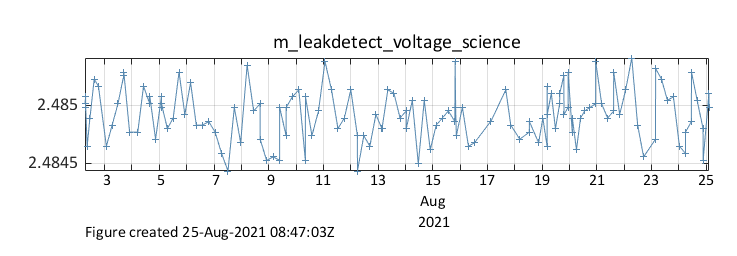 m_leakdetect_voltage_science
2.485
2.4845
3 5 7 9 11 13 15 17 19 21 23 25
Aug
2021
Figure created 25-Aug-2021 08:47:03Z